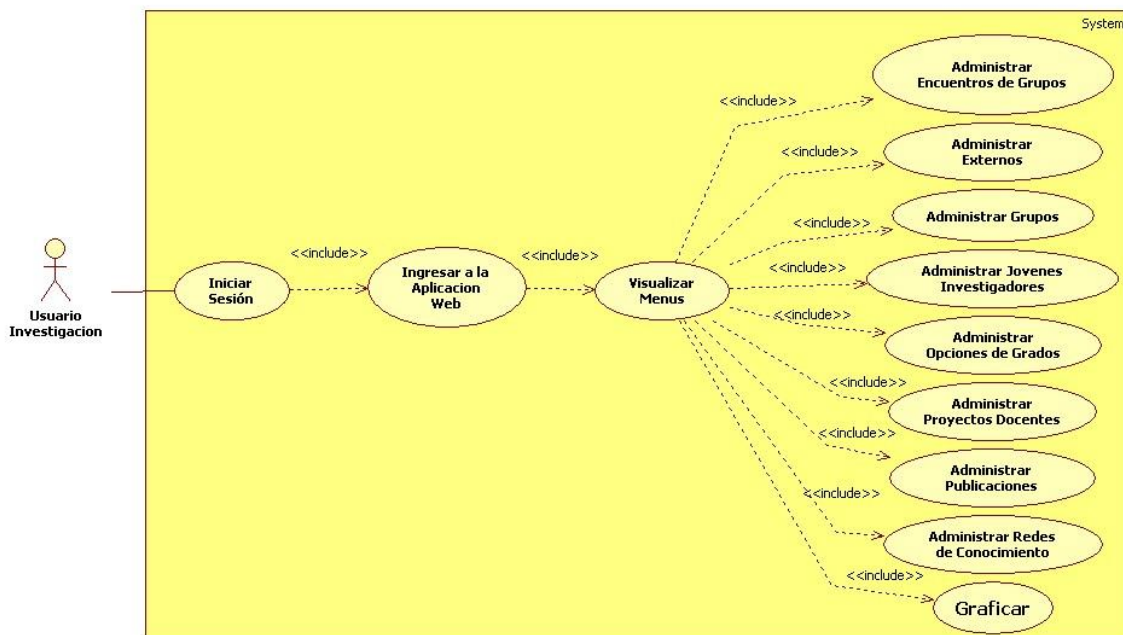 System
Usuario
Investigacion
Iniciar
Sesión
<<include>>
Ingresar a la
Aplicacion
Web
<<include>>
Visualizar
Menus
<<include>>
Administrar
Encuentros de Grupos
<<include>>
Administrar
Externos
<<include>>
Administrar Grupos
<<include>>
Administrar Jovenes
Investigadores
<<include>>
Administrar
Opciones de Grados
<<include>>
Administrar
Proyectos Docentes
<<include>>
Administrar
Publicaciones
<<include>>
Administrar Redes
de Conocimiento
<<include>>
Graficar